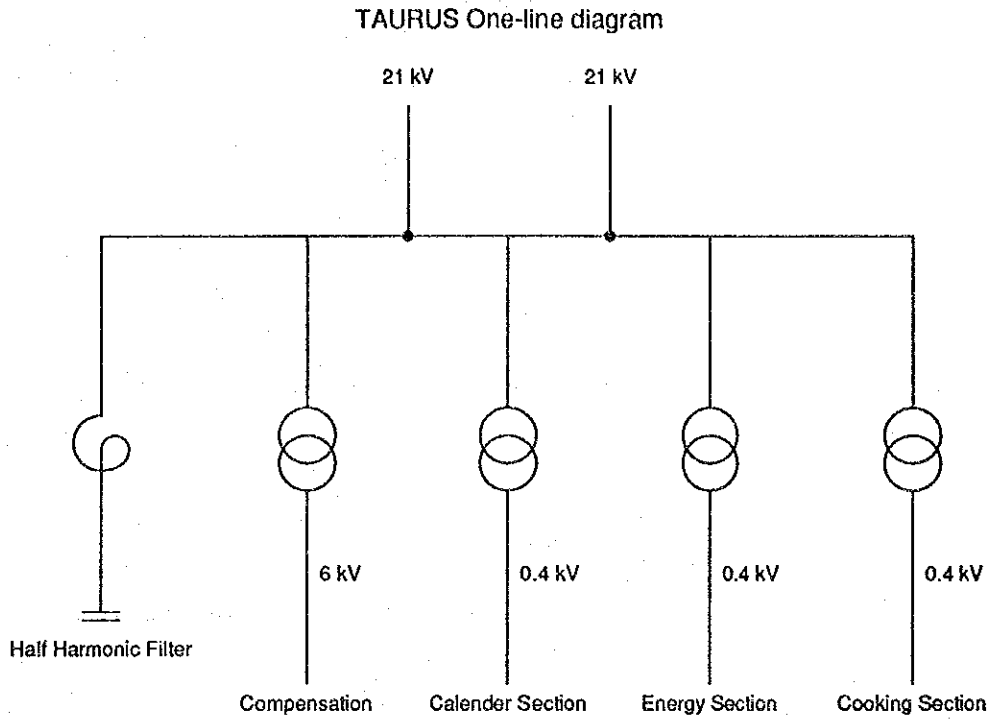 TAURUS One-line diagram
21 kV 21 kV
6 kV 0.4 kV 0.4 kV 0.4 kV
Half Harmonic Filter
Compensation Calender Section Energy Section Cooking Section